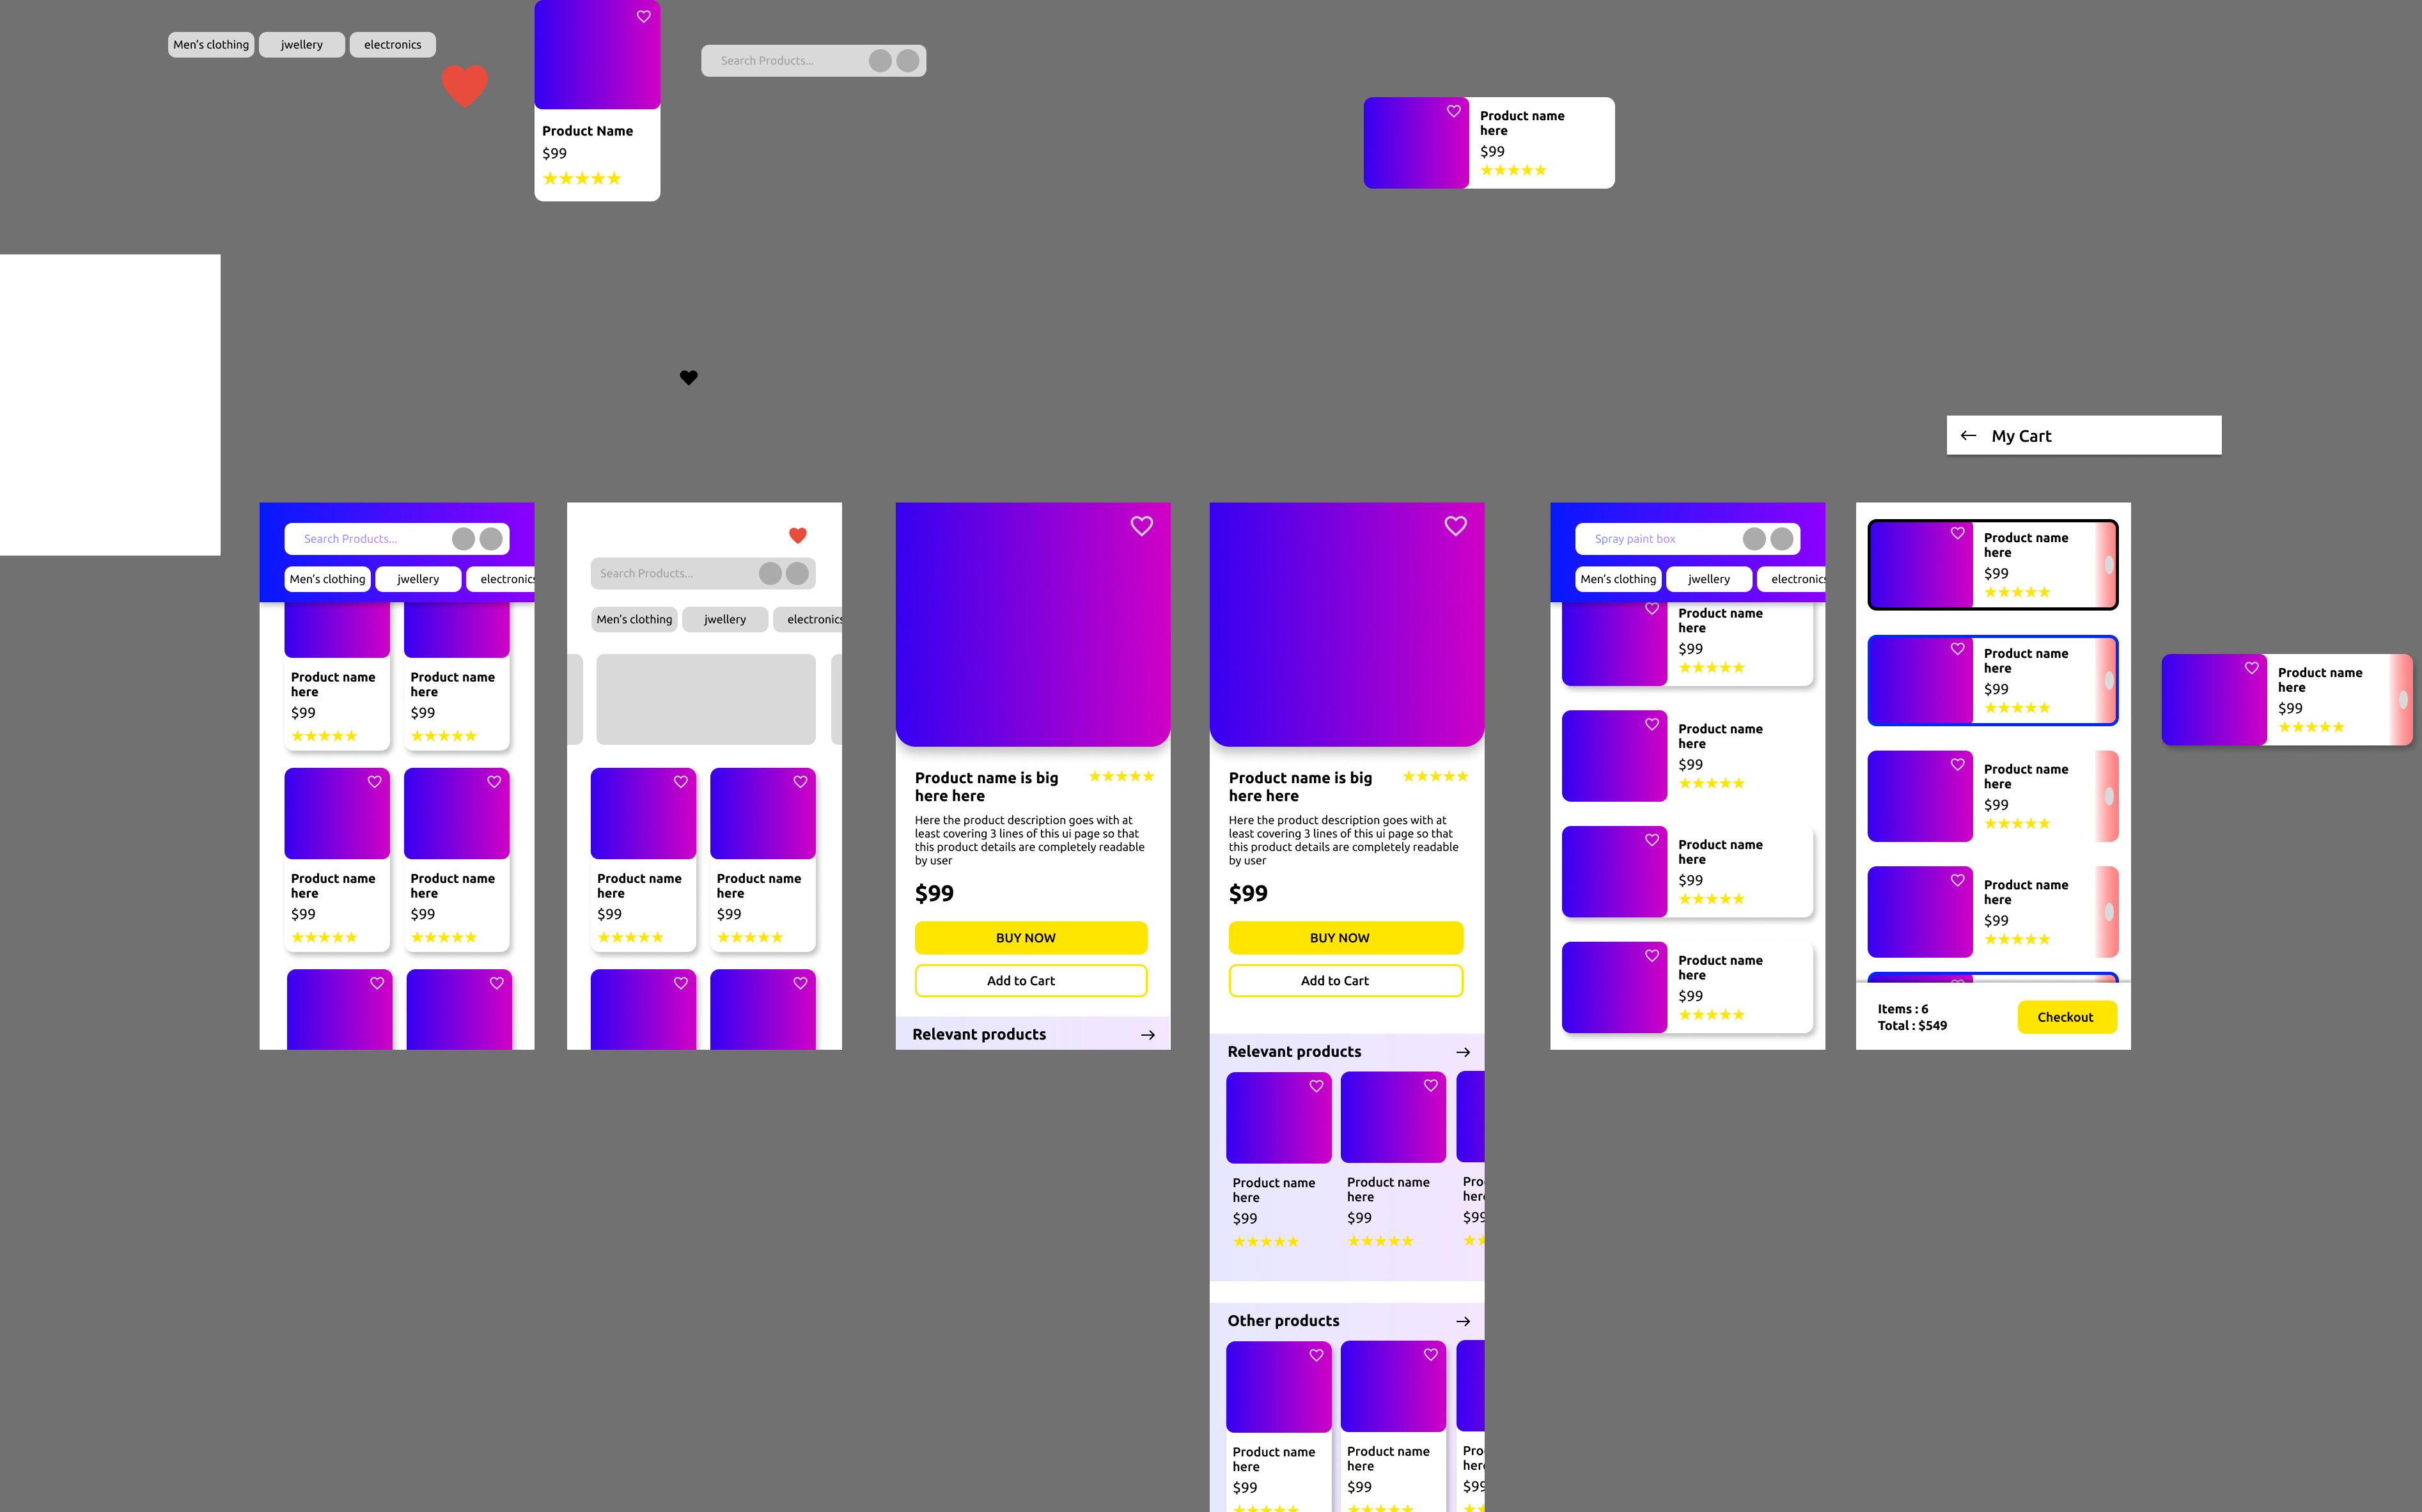 Men's clothing
jwellery
electronics
Product Name
$99
Search Products...
Product name
here
$99
My Cart
Search Products...
Men's clothing
jwellery
electronics
Product name
here
$99
Product name
here
$99
Product name
here
$99
Product name
here
$99
Search Products...
Men's clothing
jwellery
electronics
Product name
here
$99
Product name
here
$99
Product name is big
here here
Here the product description goes with at
least covering 3 lines of this ui page so that
this product details are completely readable
by user
$99
BUY NOW
Add to Cart
Relevant products
Product name is big
here here
Here the product description goes with at
least covering 3 lines of this ui page so that
this product details are completely readable
by user
$99
BUY NOW
Add to Cart
Relevant products
Product name
here
$99
Product name
here
$99
Pro
her
$99
Other products
Product name
here
$99
Product name
here
$99
Pro
her
$99
Spray paint box
Men's clothing
jwellery
electronics
Product name
here
$99
Product name
here
$99
Product name
here
$99
Product name
here
$99
Product name
here
$99
Product name
here
$99
Product name
here
$99
Product name
here
$99
Items : 6
Total : $549
Checkout
Product name
here
$99